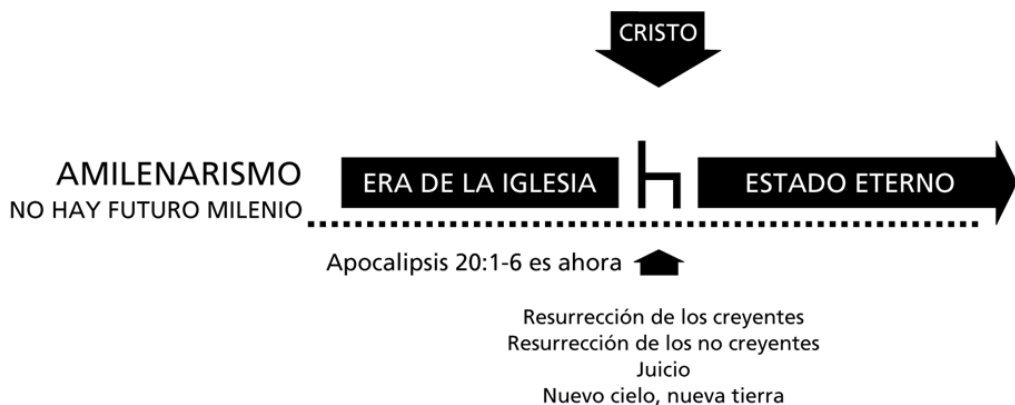 CRISTO
AMILENARISMO
NO HAY FUTURO MILENIO
ERA DE LA IGLESIA
ESTADO ETERNO
Apocalipsis 20:1-6 es ahora
Resurrección de los creyentes
Resurrección de los no creyentes
Juicio
Nuevo cielo, nueva tierra